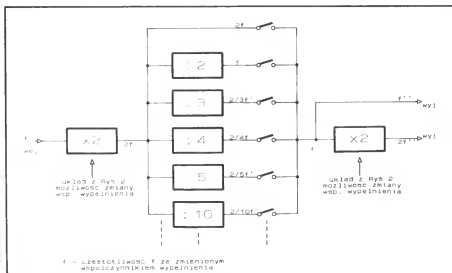 2f
: 2
f
: 3
2/3f'
f
we.
X2
2f
: 4
2/4f
f''
wyj
X2
2f''
wyj
f
5
2/5f'
: 10
2/10f'
układ z Rys 2
możliwość zmiany
wsp. wypełnienia
układ z Rys 2
możliwość zmiany
wsp. wypełnienia
f - częstotliwość f ze zmienionym
współczynnikiem wypełnienia